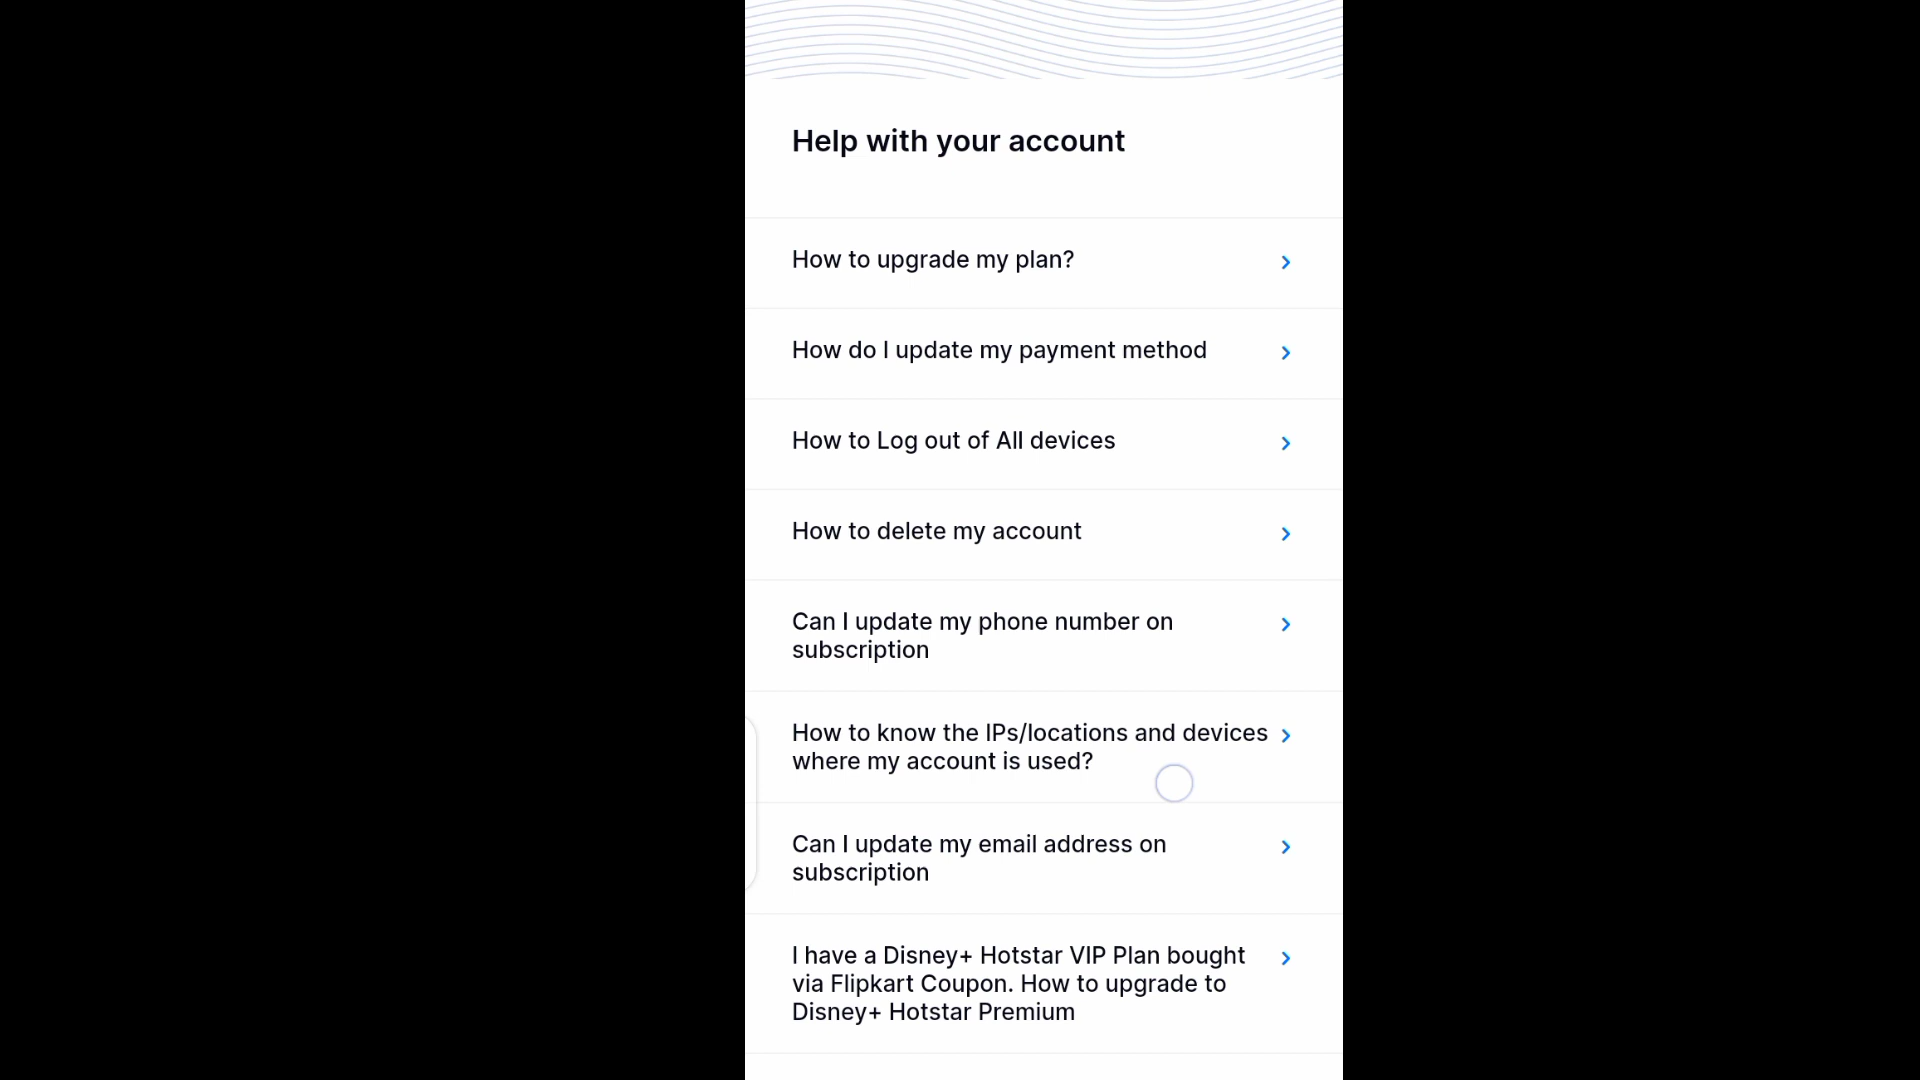 Help with your account
How to upgrade my plan?
How do I update my payment method
How to Log out of All devices
How to delete my account
Can I update my phone number on
subscription
How to know the IPs/locations and devices
where my account is used?
Can I update my email address on
subscription
I have a Disney+ Hotstar VIP Plan bought
via Flipkart Coupon. How to upgrade to
Disney+ Hotstar Premium